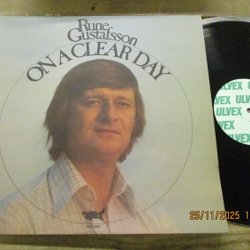 Rune
Gustafsson
ON A CLEAR DAY
ULVEX ULVEX
ULVEX
ULVEX
25/11/2025